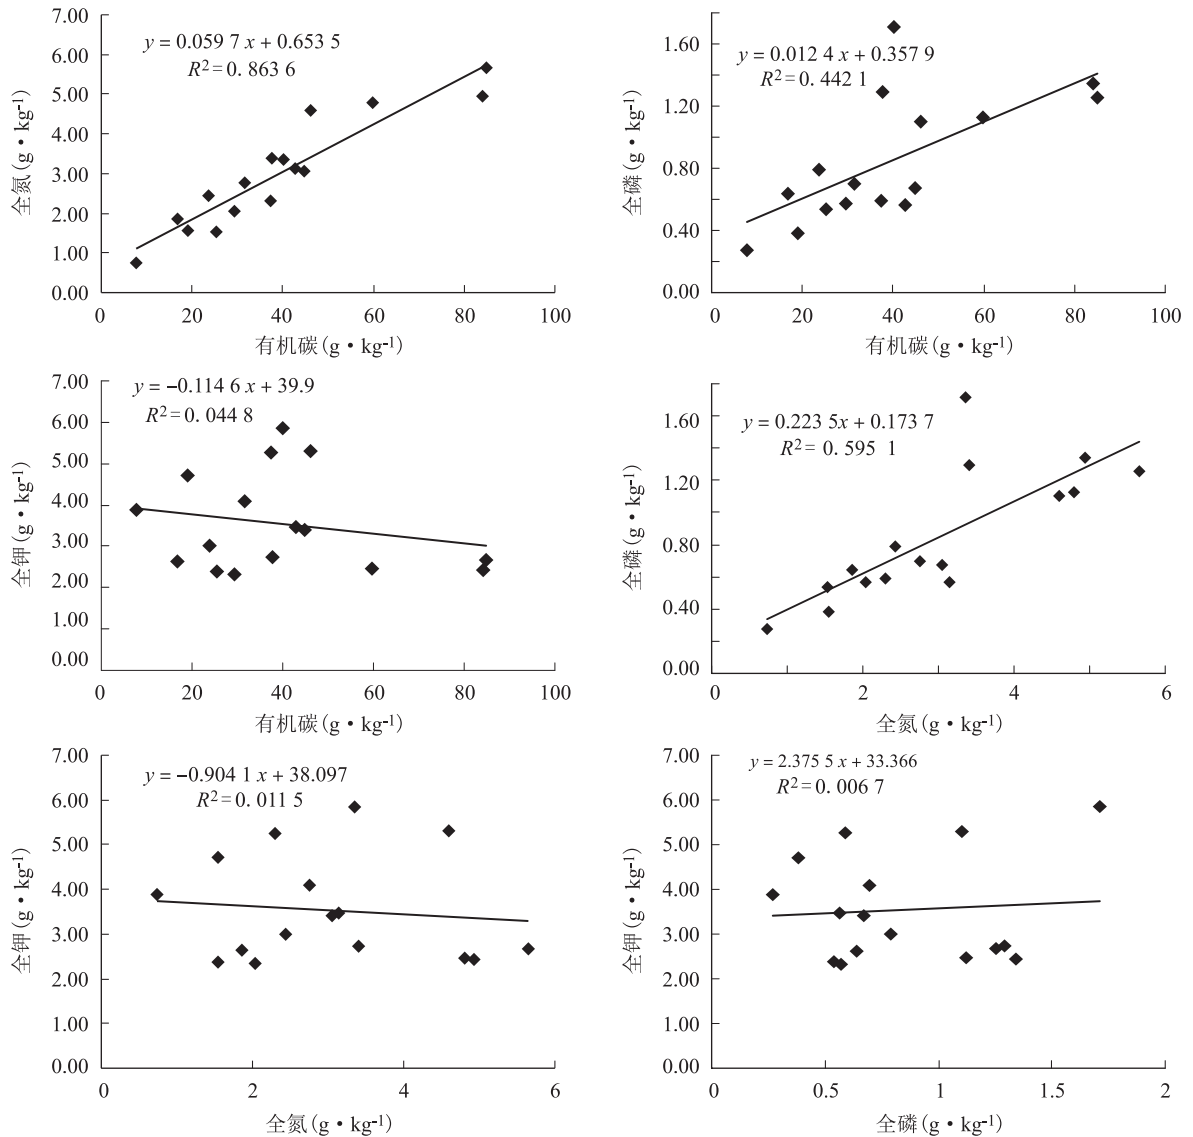 7.00
6.00
5.00
4.00
3.00
2.00
1.00
0.00
全氮(g·kg⁻¹)
y = 0.059 7 x + 0.653 5
R² = 0. 863 6
0 20 40 60 80 100
有机碳(g·kg⁻¹)
1.60
1.20
0.80
0.40
0.00
全磷(g·kg⁻¹)
y = 0.012 4 x + 0.357 9
R² = 0.442 1
0 20 40 60 80 100
有机碳(g·kg⁻¹)
7.00
6.00
5.00
4.00
3.00
2.00
1.00
0.00
全钾(g·kg⁻¹)
y = −0.114 6 x + 39.9
R² = 0. 044 8
0 20 40 60 80 100
有机碳(g·kg⁻¹)
1.60
1.20
0.80
0.40
0.00
全磷(g·kg⁻¹)
y = 0.223 5x + 0.173 7
R² = 0.595 1
0 2 4 6
全氮(g·kg⁻¹)
7.00
6.00
5.00
4.00
3.00
2.00
1.00
0.00
全钾(g·kg⁻¹)
y = −0.904 1 x + 38.097
R² = 0.011 5
0 2 4 6
全氮(g·kg⁻¹)
7.00
6.00
5.00
4.00
3.00
2.00
1.00
0.00
全钾(g·kg⁻¹)
y = 2.375 5 x + 33.366
R² = 0.006 7
0 0.5 1 1.5 2
全磷(g·kg⁻¹)